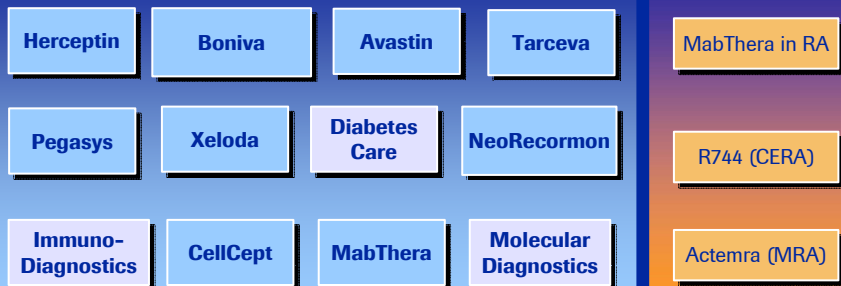 Herceptin
Boniva
Avastin
Tarceva
MabThera in RA
Pegasys
Xeloda
Diabetes
Care
NeoRecormon
R744 (CERA)
Immuno-
Diagnostics
CellCept
MabThera
Molecular
Diagnostics
Actemra (MRA)